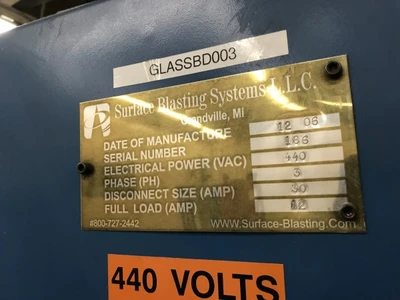 GLASSBD003
Surface Blasting Systems L.L.C.
Grandville, Mi
DATE OF MANUFACTURE 12 06
SERIAL NUMBER 166
ELECTRICAL POWER (VAC) 440
PHASE (PH) 3
DISCONNECT SIZE (AMP) 30
FULL LOAD (AMP) 12
#800-727-2442 www.Surface-Blasting.Com
440 VOLTS